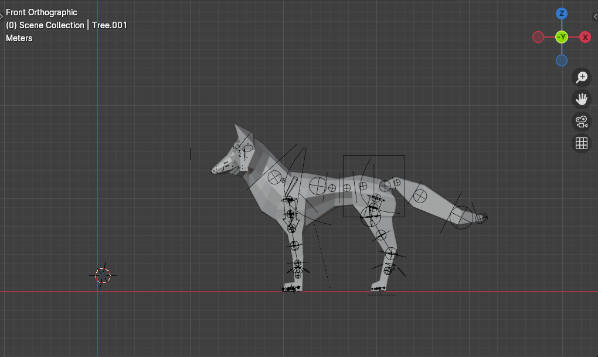 Front Orthographic
(0) Scene Collection | Tree.001
Meters
Z
-Y
X